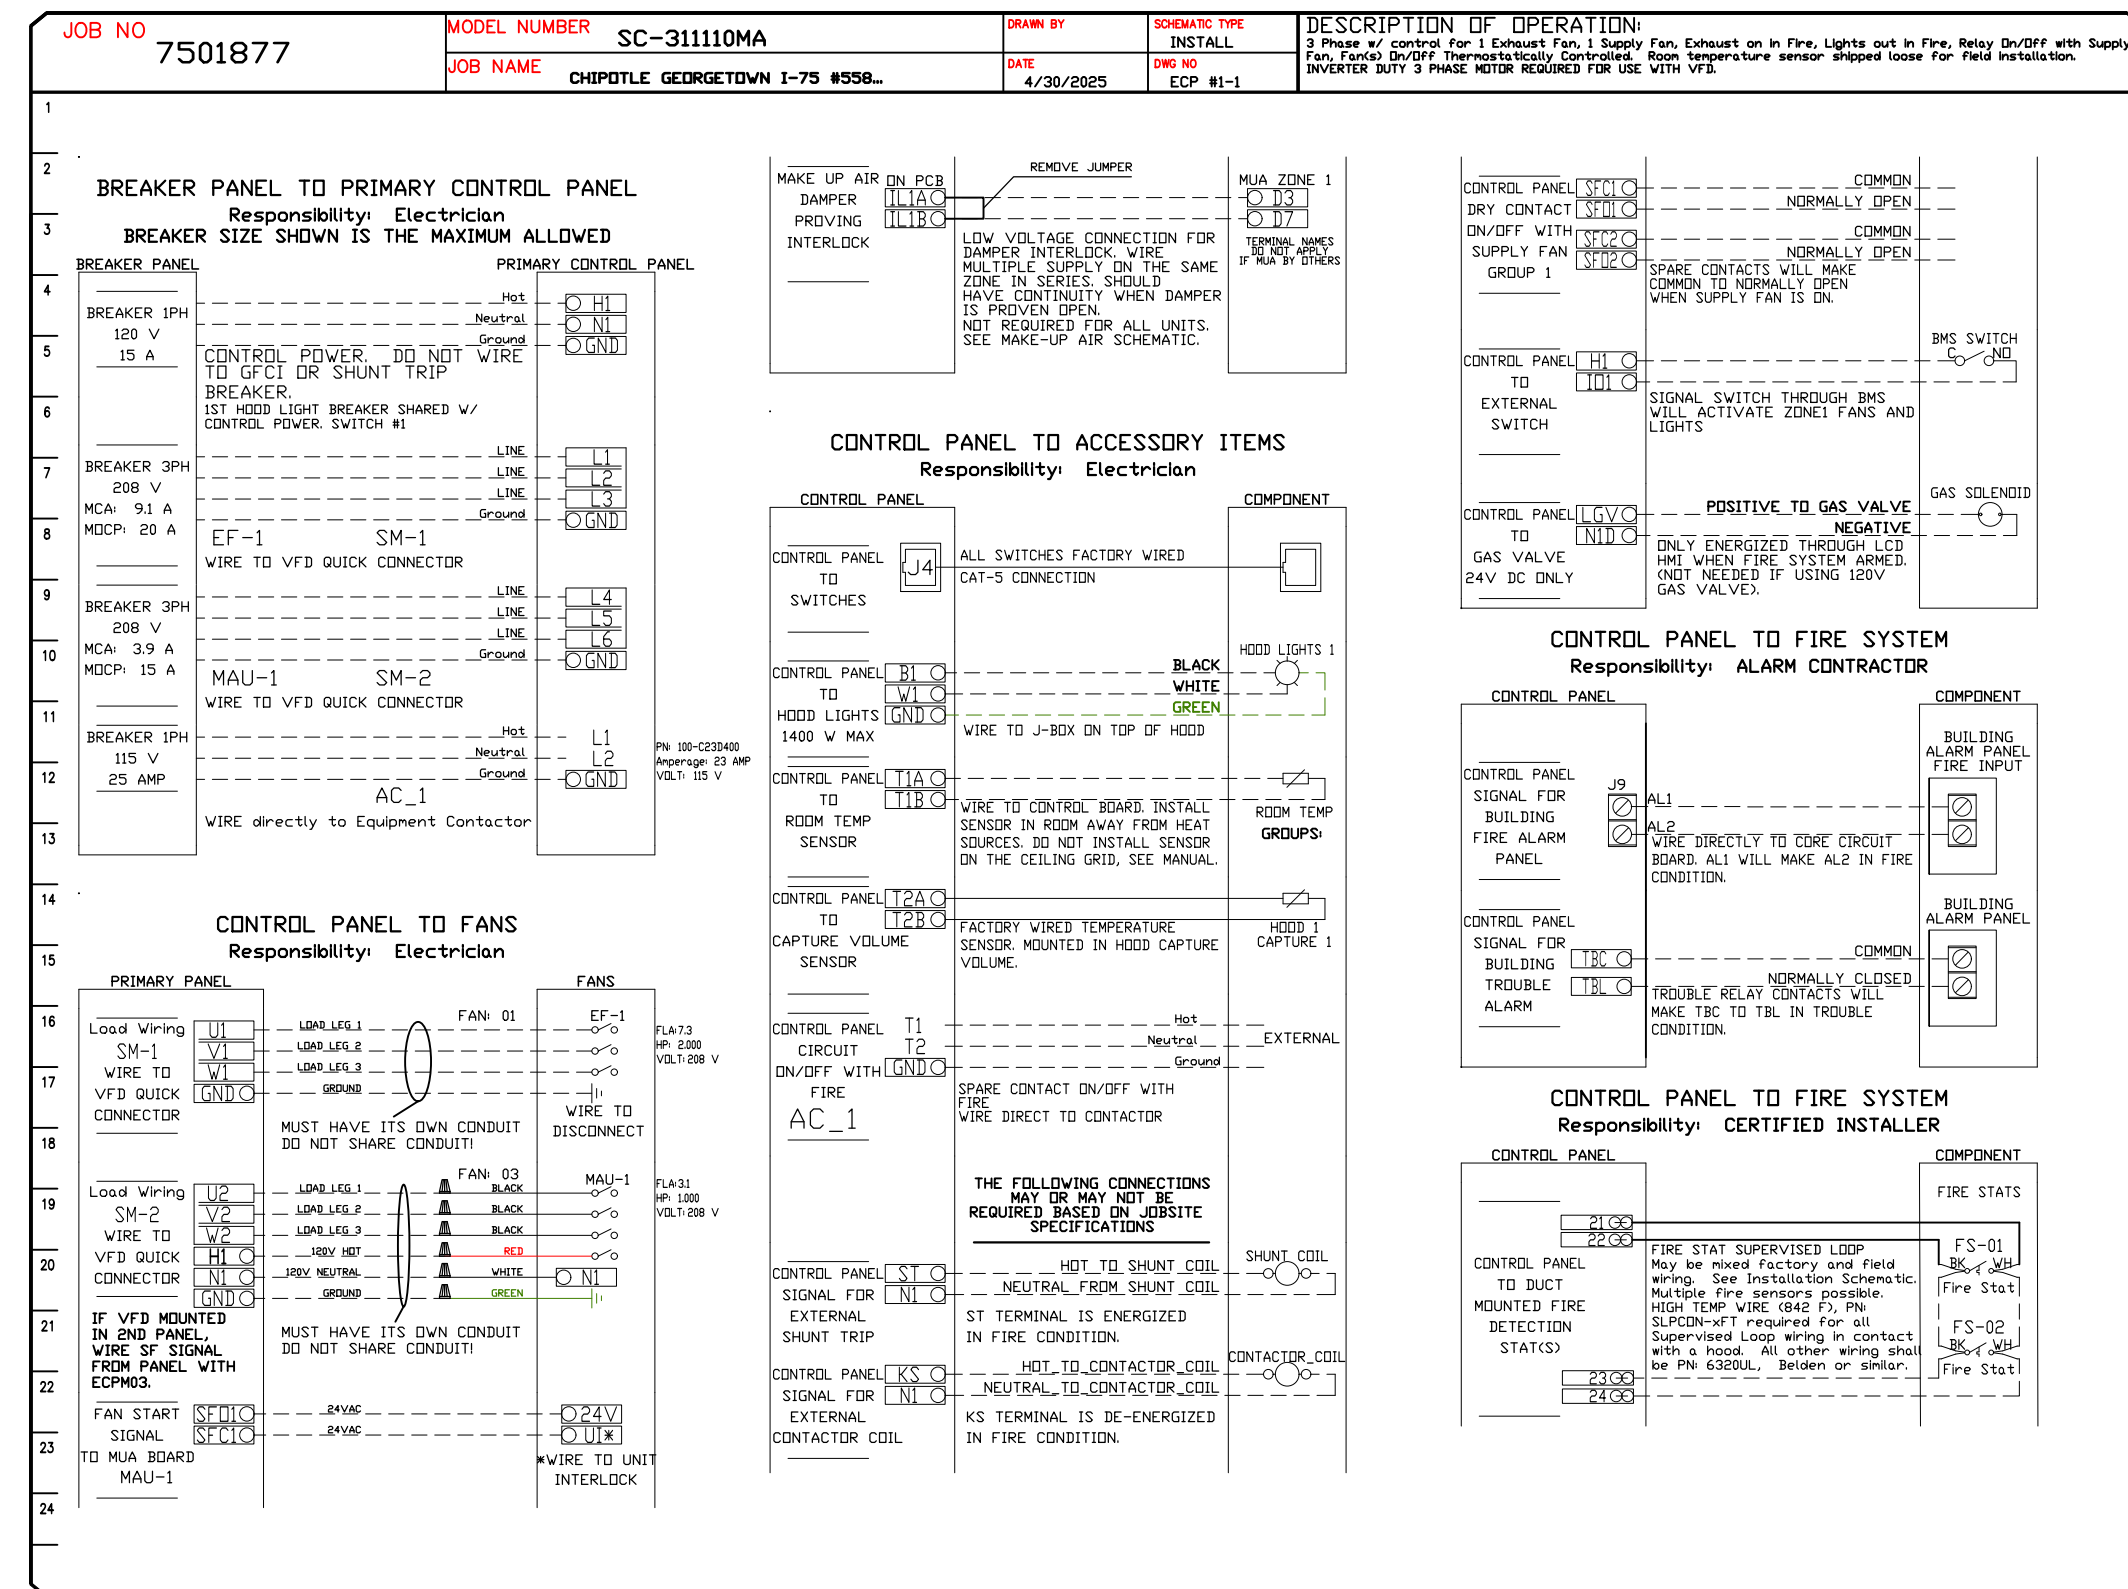 JOB NO
7501877
MODEL NUMBER
SC-311110MA
JOB NAME
CHIPOTLE GEORGETOWN I-75 #558...
DRAWN BY
DATE
4/30/2025
SCHEMATIC TYPE
INSTALL
DWG NO
ECP #1-1
DESCRIPTION OF OPERATION:
3 Phase w/ control for 1 Exhaust Fan, 1 Supply Fan, Exhaust on in Fire, Lights out in Fire, Relay On/Off with Supply
Fan, Fan(s) On/Off Thermostatically Controlled. Room temperature sensor shipped loose for field installation.
INVERTER DUTY 3 PHASE MOTOR REQUIRED FOR USE WITH VFD.
1
2
3
4
5
6
7
8
9
10
11
12
13
14
15
16
17
18
19
20
21
22
23
24
BREAKER PANEL TO PRIMARY CONTROL PANEL
Responsibility: Electrician
BREAKER SIZE SHOWN IS THE MAXIMUM ALLOWED
BREAKER PANEL
PRIMARY CONTROL PANEL
BREAKER 1PH
120 V
15 A
Hot
H1
Neutral
N1
Ground
GND
CONTROL POWER. DO NOT WIRE
TO GFCI OR SHUNT TRIP
BREAKER.
1ST HOOD LIGHT BREAKER SHARED W/
CONTROL POWER. SWITCH #1
BREAKER 3PH
208 V
MCA: 9.1 A
MOCP: 20 A
LINE
L1
LINE
L2
LINE
L3
Ground
GND
EF-1
SM-1
WIRE TO VFD QUICK CONNECTOR
BREAKER 3PH
208 V
MCA: 3.9 A
MOCP: 15 A
LINE
L4
LINE
L5
LINE
L6
Ground
GND
MAU-1
SM-2
WIRE TO VFD QUICK CONNECTOR
BREAKER 1PH
115 V
25 AMP
Hot
L1
Neutral
L2
Ground
GND
PN: 100-C23D400
Amperage: 23 AMP
VOLT: 115 V
AC_1
WIRE directly to Equipment Contactor
CONTROL PANEL TO FANS
Responsibility: Electrician
PRIMARY PANEL
FANS
Load Wiring
SM-1
WIRE TO
VFD QUICK
CONNECTOR
U1
V1
W1
GND
LOAD LEG 1
LOAD LEG 2
LOAD LEG 3
GROUND
FAN: 01
EF-1
FLA:7.3
HP: 2.000
VOLT: 208 V
WIRE TO
DISCONNECT
MUST HAVE ITS OWN CONDUIT
DO NOT SHARE CONDUIT!
Load Wiring
SM-2
WIRE TO
VFD QUICK
CONNECTOR
IF VFD MOUNTED
IN 2ND PANEL,
WIRE SF SIGNAL
FROM PANEL WITH
ECPM03.
U2
V2
W2
H1
N1
GND
LOAD LEG 1
LOAD LEG 2
LOAD LEG 3
120V HOT
120V NEUTRAL
GROUND
FAN: 03
BLACK
BLACK
BLACK
RED
WHITE
GREEN
MAU-1
N1
FLA:3.1
HP: 1.000
VOLT: 208 V
MUST HAVE ITS OWN CONDUIT
DO NOT SHARE CONDUIT!
FAN START
SIGNAL
TO MUA BOARD
MAU-1
SFO1
SFC1
24VAC
24VAC
24V
UI*
*WIRE TO UNIT
INTERLOCK
MAKE UP AIR
DAMPER
PROVING
INTERLOCK
ON PCB
IL1A
IL1B
REMOVE JUMPER
MUA ZONE 1
D3
D7
TERMINAL NAMES
DO NOT APPLY
IF MUA BY OTHERS
LOW VOLTAGE CONNECTION FOR
DAMPER INTERLOCK. WIRE
MULTIPLE SUPPLY ON THE SAME
ZONE IN SERIES. SHOULD
HAVE CONTINUITY WHEN DAMPER
IS PROVEN OPEN.
NOT REQUIRED FOR ALL UNITS.
SEE MAKE-UP AIR SCHEMATIC.
CONTROL PANEL TO ACCESSORY ITEMS
Responsibility: Electrician
CONTROL PANEL
COMPONENT
CONTROL PANEL
TO
SWITCHES
J4
ALL SWITCHES FACTORY WIRED
CAT-5 CONNECTION
CONTROL PANEL
TO
HOOD LIGHTS
1400 W MAX
B1
W1
GND
BLACK
WHITE
GREEN
HOOD LIGHTS 1
WIRE TO J-BOX ON TOP OF HOOD
CONTROL PANEL
TO
ROOM TEMP
SENSOR
T1A
T1B
WIRE TO CONTROL BOARD. INSTALL
SENSOR IN ROOM AWAY FROM HEAT
SOURCES. DO NOT INSTALL SENSOR
ON THE CEILING GRID, SEE MANUAL.
ROOM TEMP
GROUPS:
CONTROL PANEL
TO
CAPTURE VOLUME
SENSOR
T2A
T2B
FACTORY WIRED TEMPERATURE
SENSOR. MOUNTED IN HOOD CAPTURE
VOLUME.
HOOD 1
CAPTURE 1
CONTROL PANEL
CIRCUIT
ON/OFF WITH
FIRE
AC_1
T1
T2
GND
Hot
Neutral
Ground
EXTERNAL
SPARE CONTACT ON/OFF WITH
FIRE
WIRE DIRECT TO CONTACTOR
THE FOLLOWING CONNECTIONS
MAY OR MAY NOT BE
REQUIRED BASED ON JOBSITE
SPECIFICATIONS
CONTROL PANEL
SIGNAL FOR
EXTERNAL
SHUNT TRIP
ST
N1
HOT TO SHUNT COIL
NEUTRAL FROM SHUNT COIL
SHUNT COIL
ST TERMINAL IS ENERGIZED
IN FIRE CONDITION.
CONTROL PANEL
SIGNAL FOR
EXTERNAL
CONTACTOR COIL
KS
N1
HOT TO CONTACTOR COIL
NEUTRAL TO CONTACTOR COIL
CONTACTOR COIL
KS TERMINAL IS DE-ENERGIZED
IN FIRE CONDITION.
CONTROL PANEL
DRY CONTACT
ON/OFF WITH
SUPPLY FAN
GROUP 1
SFC1
SFO1
SFC2
SFO2
COMMON
NORMALLY OPEN
COMMON
NORMALLY OPEN
SPARE CONTACTS WILL MAKE
COMMON TO NORMALLY OPEN
WHEN SUPPLY FAN IS ON.
CONTROL PANEL
TO
EXTERNAL
SWITCH
H1
IO1
BMS SWITCH
C
NO
SIGNAL SWITCH THROUGH BMS
WILL ACTIVATE ZONE1 FANS AND
LIGHTS
CONTROL PANEL
TO
GAS VALVE
24V DC ONLY
LGV
N1D
POSITIVE TO GAS VALVE
NEGATIVE
GAS SOLENOID
ONLY ENERGIZED THROUGH LCD
HMI WHEN FIRE SYSTEM ARMED.
(NOT NEEDED IF USING 120V
GAS VALVE).
CONTROL PANEL TO FIRE SYSTEM
Responsibility: ALARM CONTRACTOR
CONTROL PANEL
COMPONENT
CONTROL PANEL
SIGNAL FOR
BUILDING
FIRE ALARM
PANEL
J9
AL1
AL2
BUILDING
ALARM PANEL
FIRE INPUT
WIRE DIRECTLY TO CORE CIRCUIT
BOARD. AL1 WILL MAKE AL2 IN FIRE
CONDITION.
CONTROL PANEL
SIGNAL FOR
BUILDING
TROUBLE
ALARM
TBC
TBL
COMMON
NORMALLY CLOSED
BUILDING
ALARM PANEL
TROUBLE RELAY CONTACTS WILL
MAKE TBC TO TBL IN TROUBLE
CONDITION.
CONTROL PANEL TO FIRE SYSTEM
Responsibility: CERTIFIED INSTALLER
CONTROL PANEL
COMPONENT
CONTROL PANEL
TO DUCT
MOUNTED FIRE
DETECTION
STAT(S)
21
22
23
24
FIRE STAT SUPERVISED LOOP
May be mixed factory and field
wiring. See Installation Schematic.
Multiple fire sensors possible.
HIGH TEMP WIRE (842 F), PN:
SLPCON-xFT required for all
Supervised Loop wiring in contact
with a hood. All other wiring shall
be PN: 6320UL, Belden or similar.
FIRE STATS
FS-01
BK
WH
Fire Stat
FS-02
BK
WH
Fire Stat